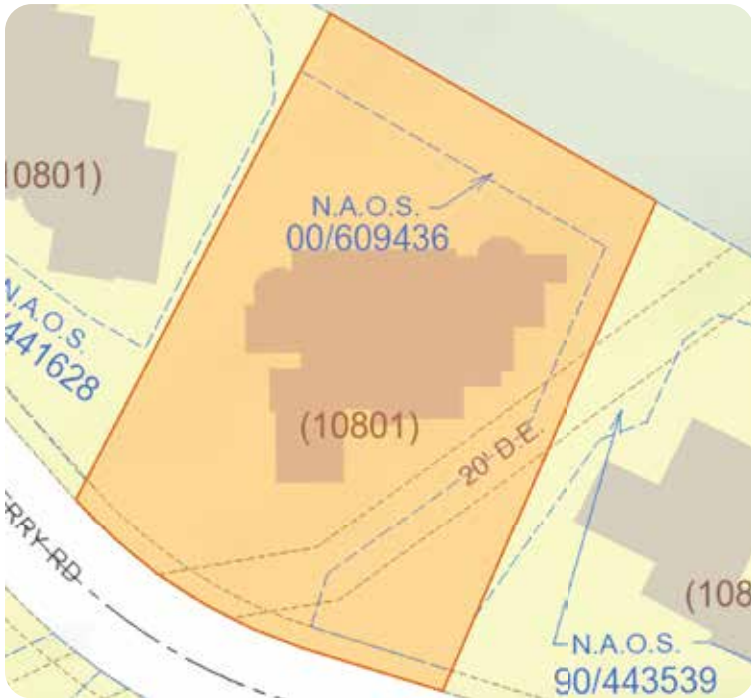 10801)
N.A.O.S.
00/609436
N.A.O.S.
/441628
(10801)
20' D.E.
RRY RD
(108
N.A.O.S.
90/443539